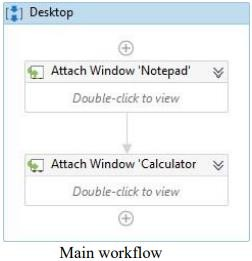 Desktop
Attach Window 'Notepad'
Double-click to view
Attach Window 'Calculator
Double-click to view
Main workflow